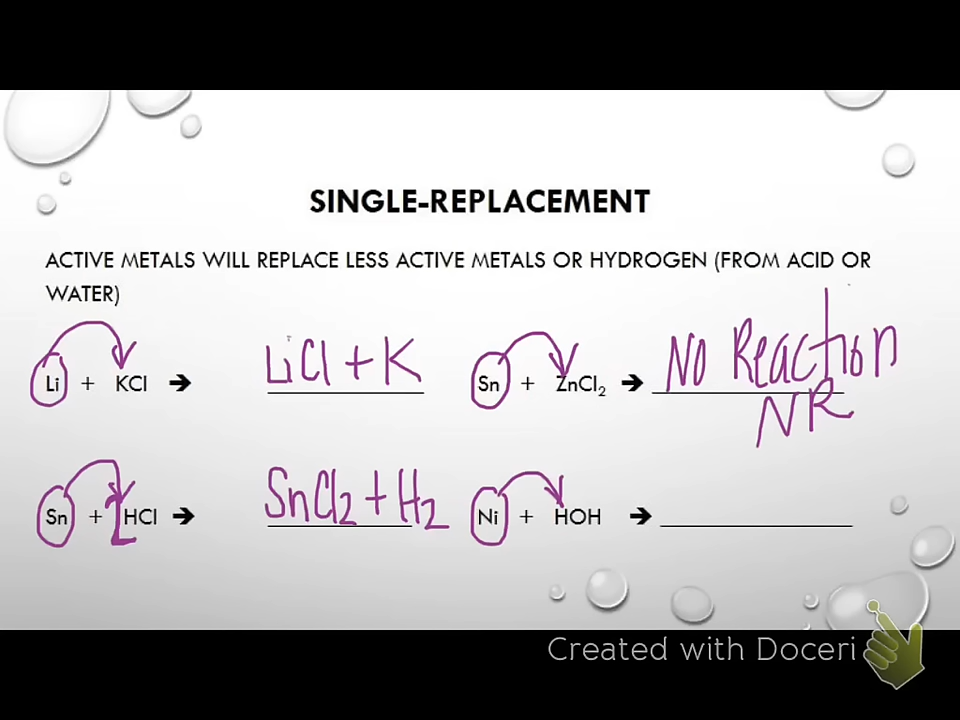 SINGLE-REPLACEMENT
ACTIVE METALS WILL REPLACE LESS ACTIVE METALS OR HYDROGEN (FROM ACID OR
WATER)
Li + KCl ➔ LiCl + K
Sn + ZnCl₂ ➔ No Reaction
NR
Sn + 2HCl ➔ SnCl₂ + H₂
Ni + HOH ➔
Created with Doceri